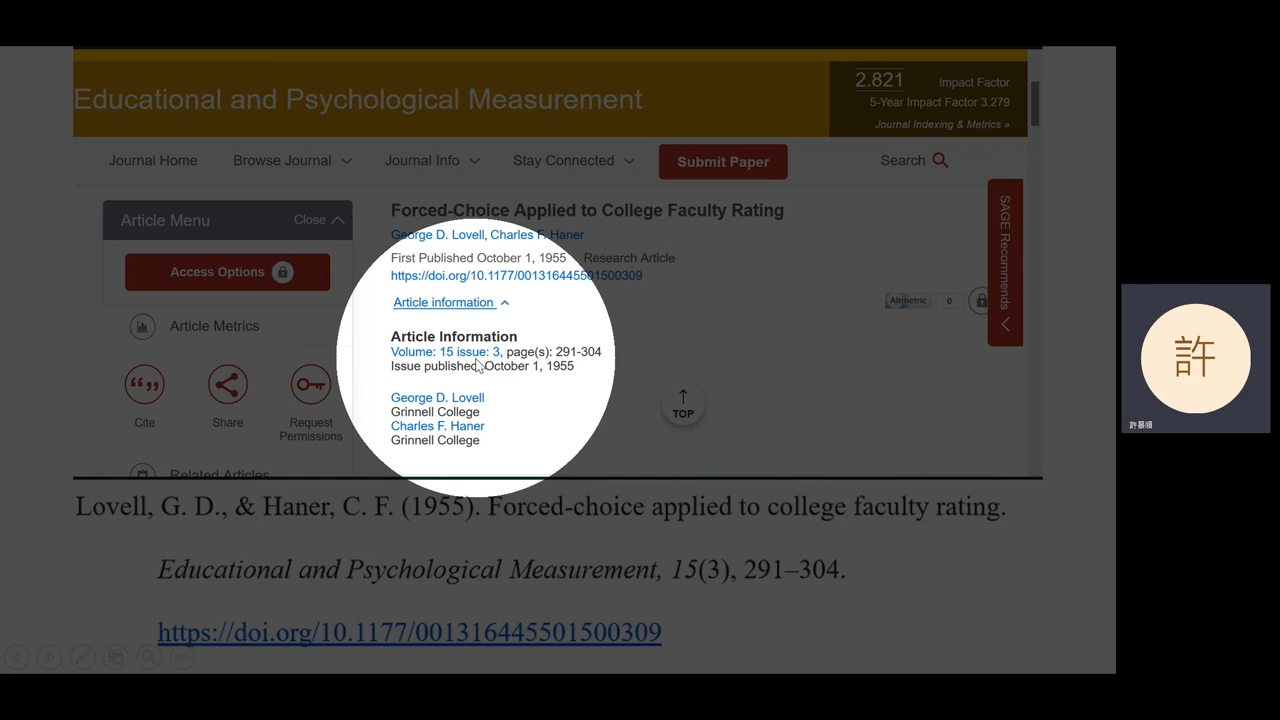 Educational and Psychological Measurement
2.821 Impact Factor
5-Year Impact Factor 3.279
Journal Indexing & Metrics »
Journal Home Browse Journal Journal Info Stay Connected Submit Paper Search
Article Menu Close
Access Options
Article Metrics
Cite Share Request Permissions
Related Articles
Forced-Choice Applied to College Faculty Rating
George D. Lovell, Charles F. Haner
First Published October 1, 1955 Research Article
https://doi.org/10.1177/001316445501500309
Article information
Altmetric 0
Article Information
Volume: 15 issue: 3, page(s): 291-304
Issue published: October 1, 1955
George D. Lovell
Grinnell College
Charles F. Haner
Grinnell College
TOP
SAGE Recommends
Lovell, G. D., & Haner, C. F. (1955). Forced-choice applied to college faculty rating.
Educational and Psychological Measurement, 15(3), 291–304.
https://doi.org/10.1177/001316445501500309
許
許景順